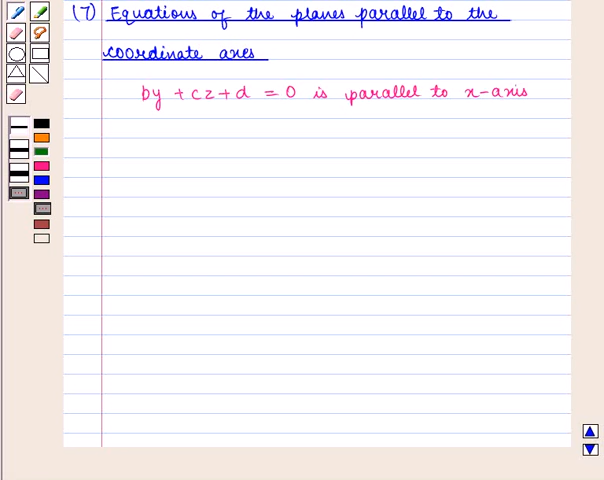 (7) Equations of the planes parallel to the
coordinate axes
by + cz + d = 0 is parallel to x-axis